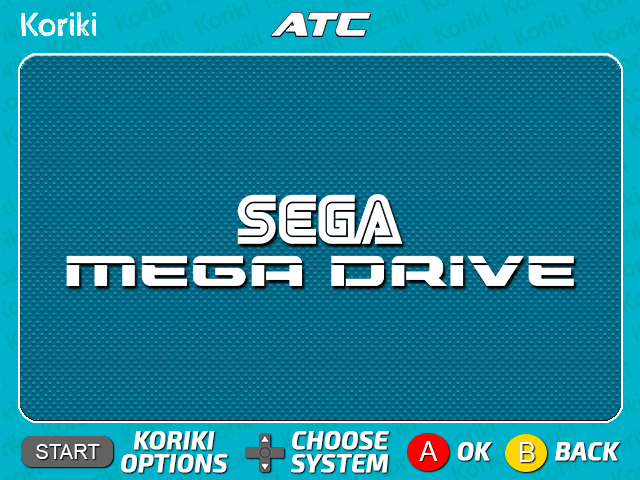 Koriki
ATC
SEGA
MEGA DRIVE
START
KORIKI
OPTIONS
CHOOSE
SYSTEM
A
OK
B
BACK